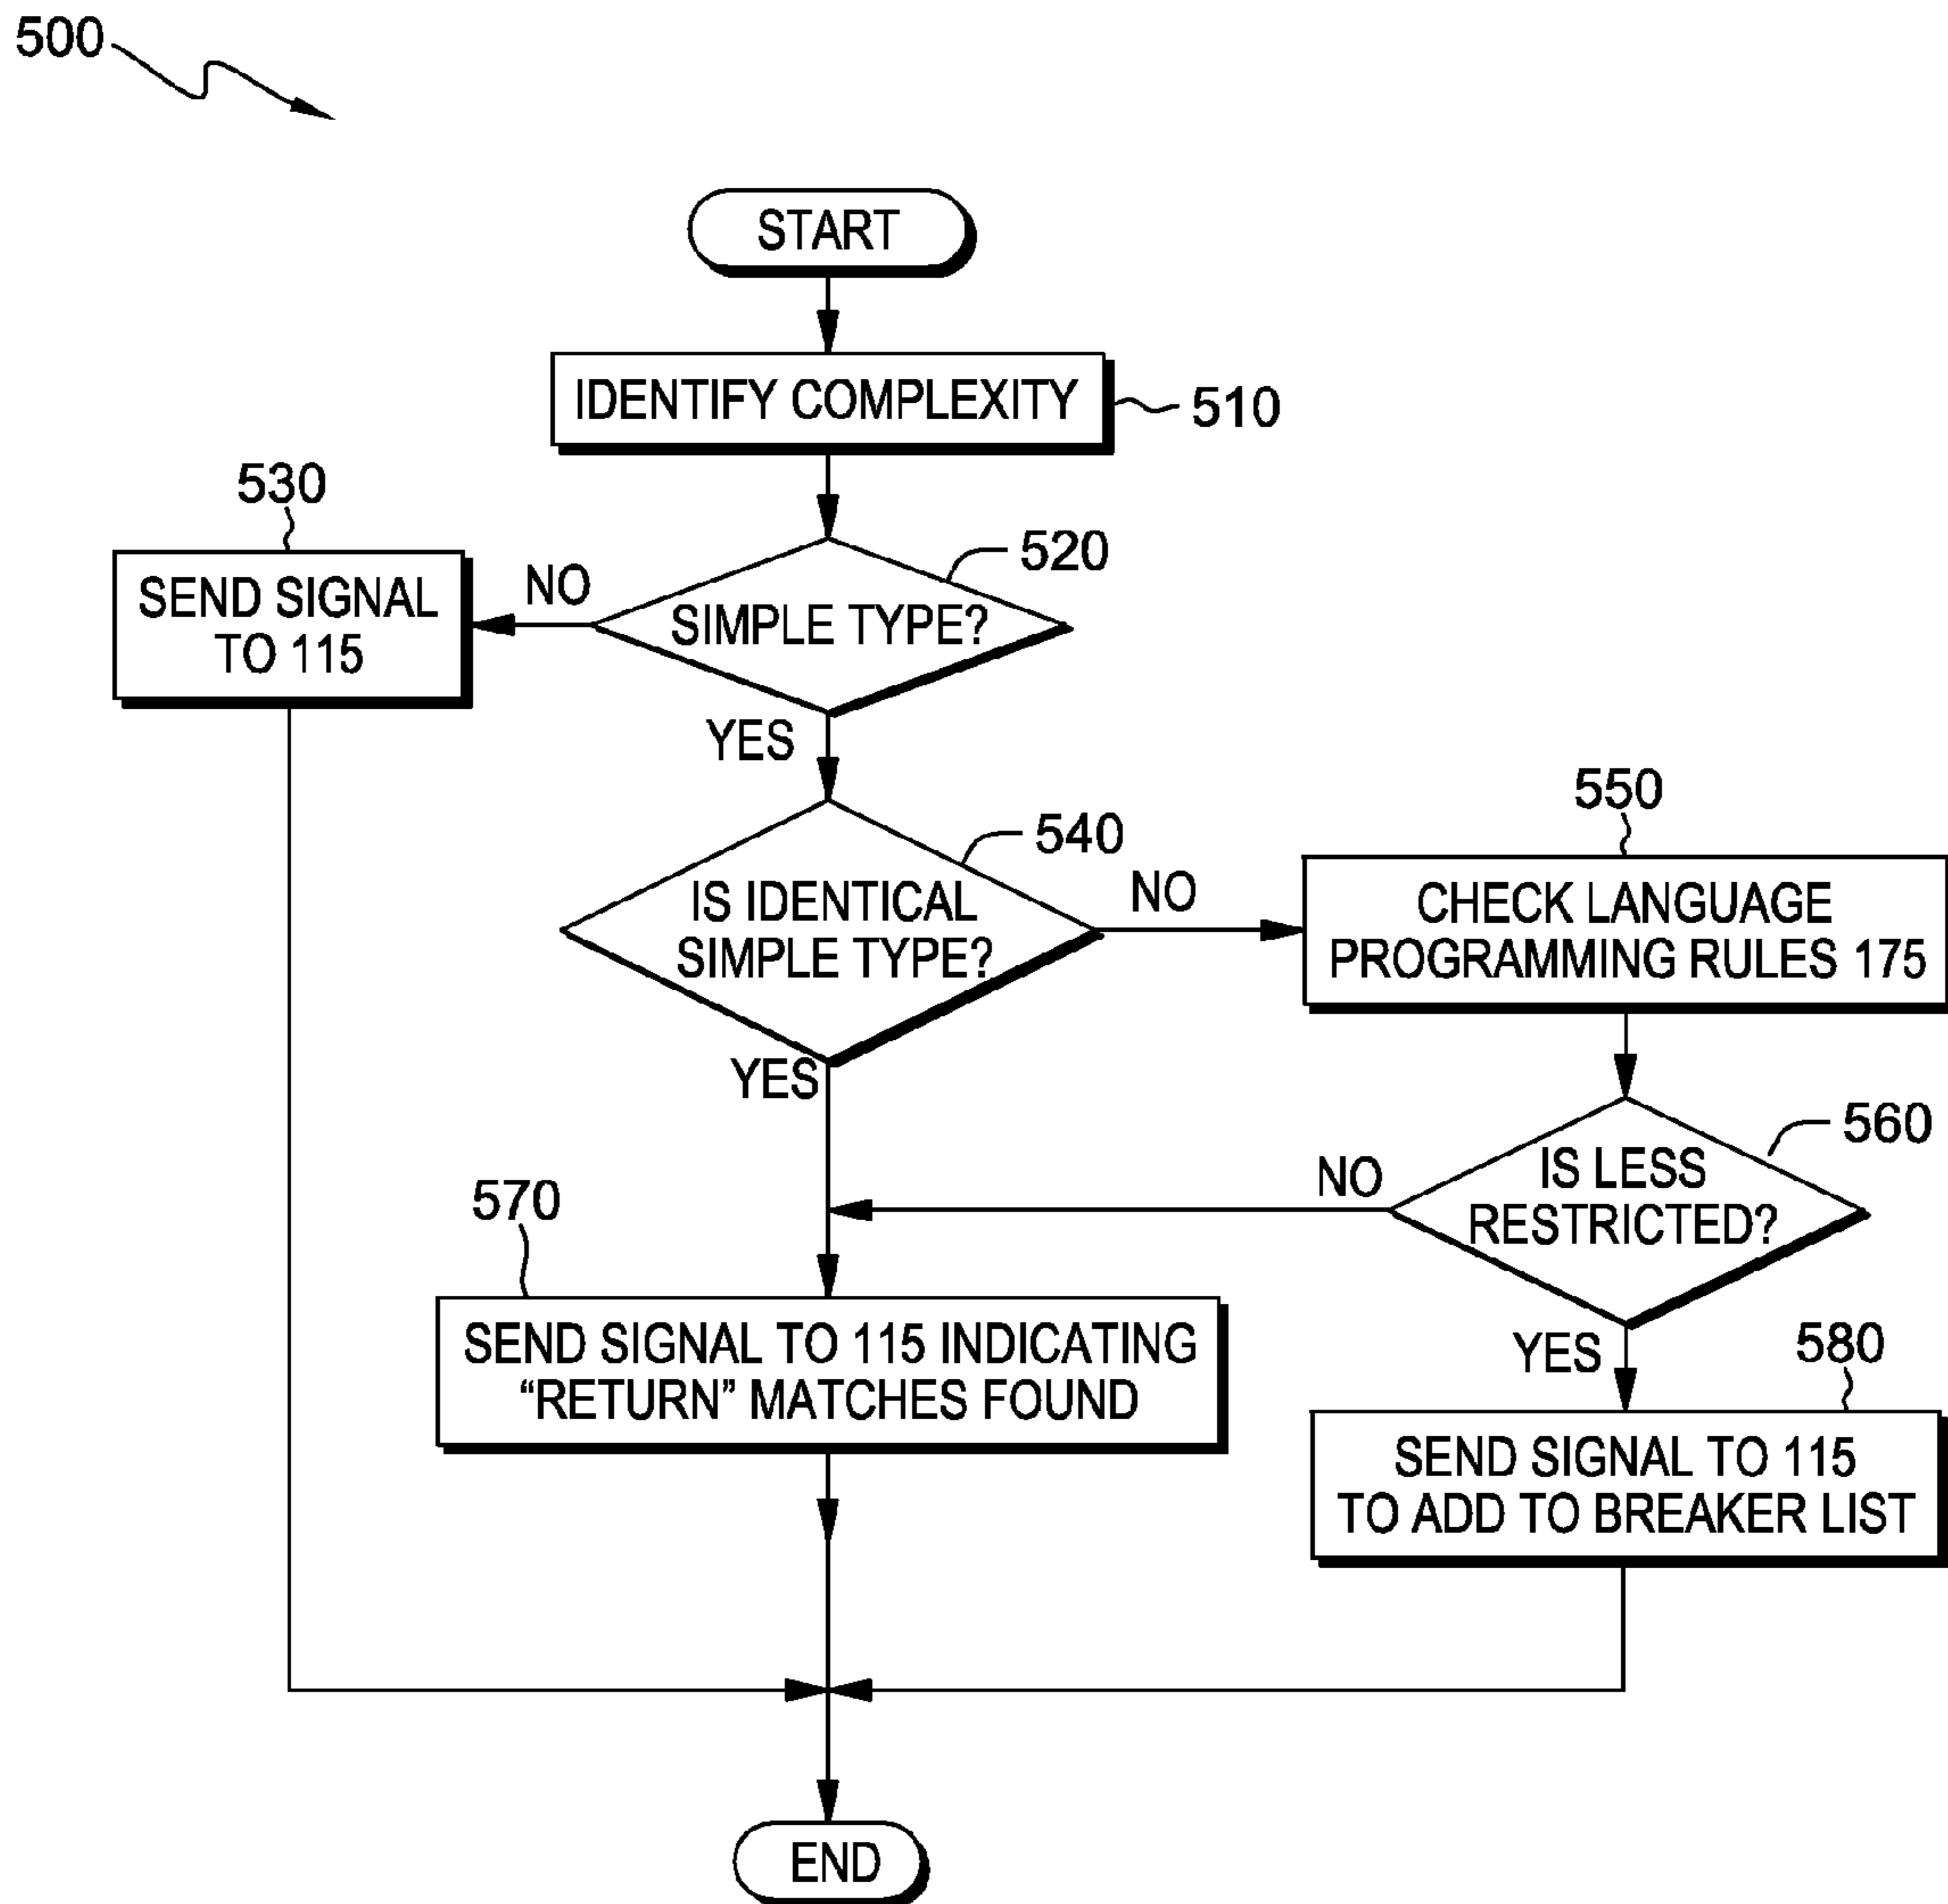 500
START
IDENTIFY COMPLEXITY
510
530
SEND SIGNAL
TO 115
NO
520
SIMPLE TYPE?
YES
540
IS IDENTICAL
SIMPLE TYPE?
NO
550
CHECK LANGUAGE
PROGRAMMING RULES 175
YES
560
IS LESS
RESTRICTED?
NO
570
SEND SIGNAL TO 115 INDICATING
“RETURN” MATCHES FOUND
YES
580
SEND SIGNAL TO 115
TO ADD TO BREAKER LIST
END